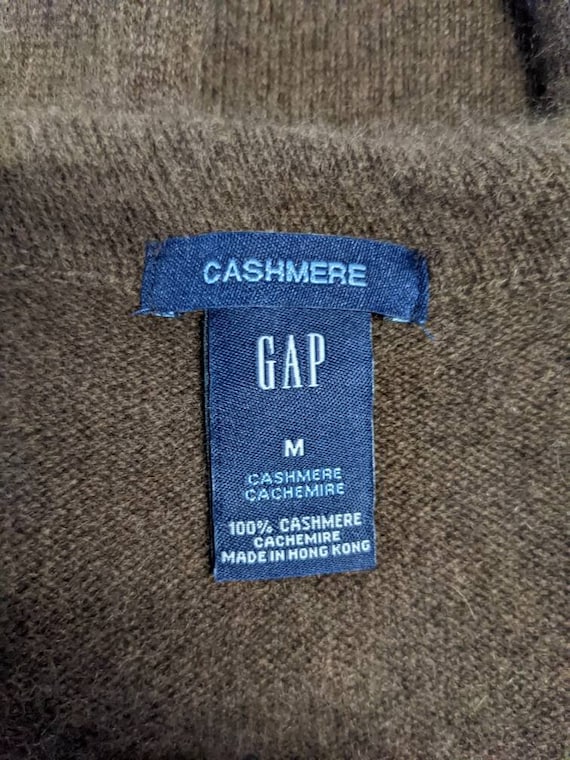 CASHMERE
GAP
M
CASHMERE
CACHEMIRE
100% CASHMERE
CACHEMIRE
MADE IN HONG KONG